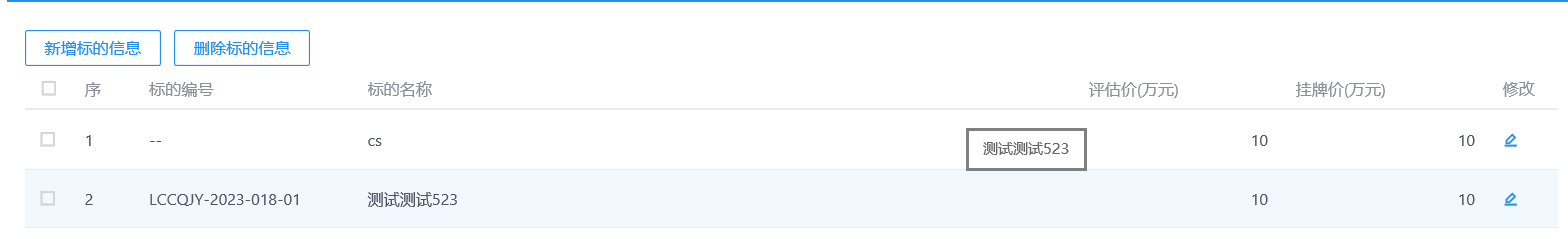 新增标的信息 删除标的信息
序 标的编号 标的名称 评估价(万元) 挂牌价(万元) 修改
1 -- cs 10 10
测试测试523
2 LCCQJY-2023-018-01 测试测试523 10 10